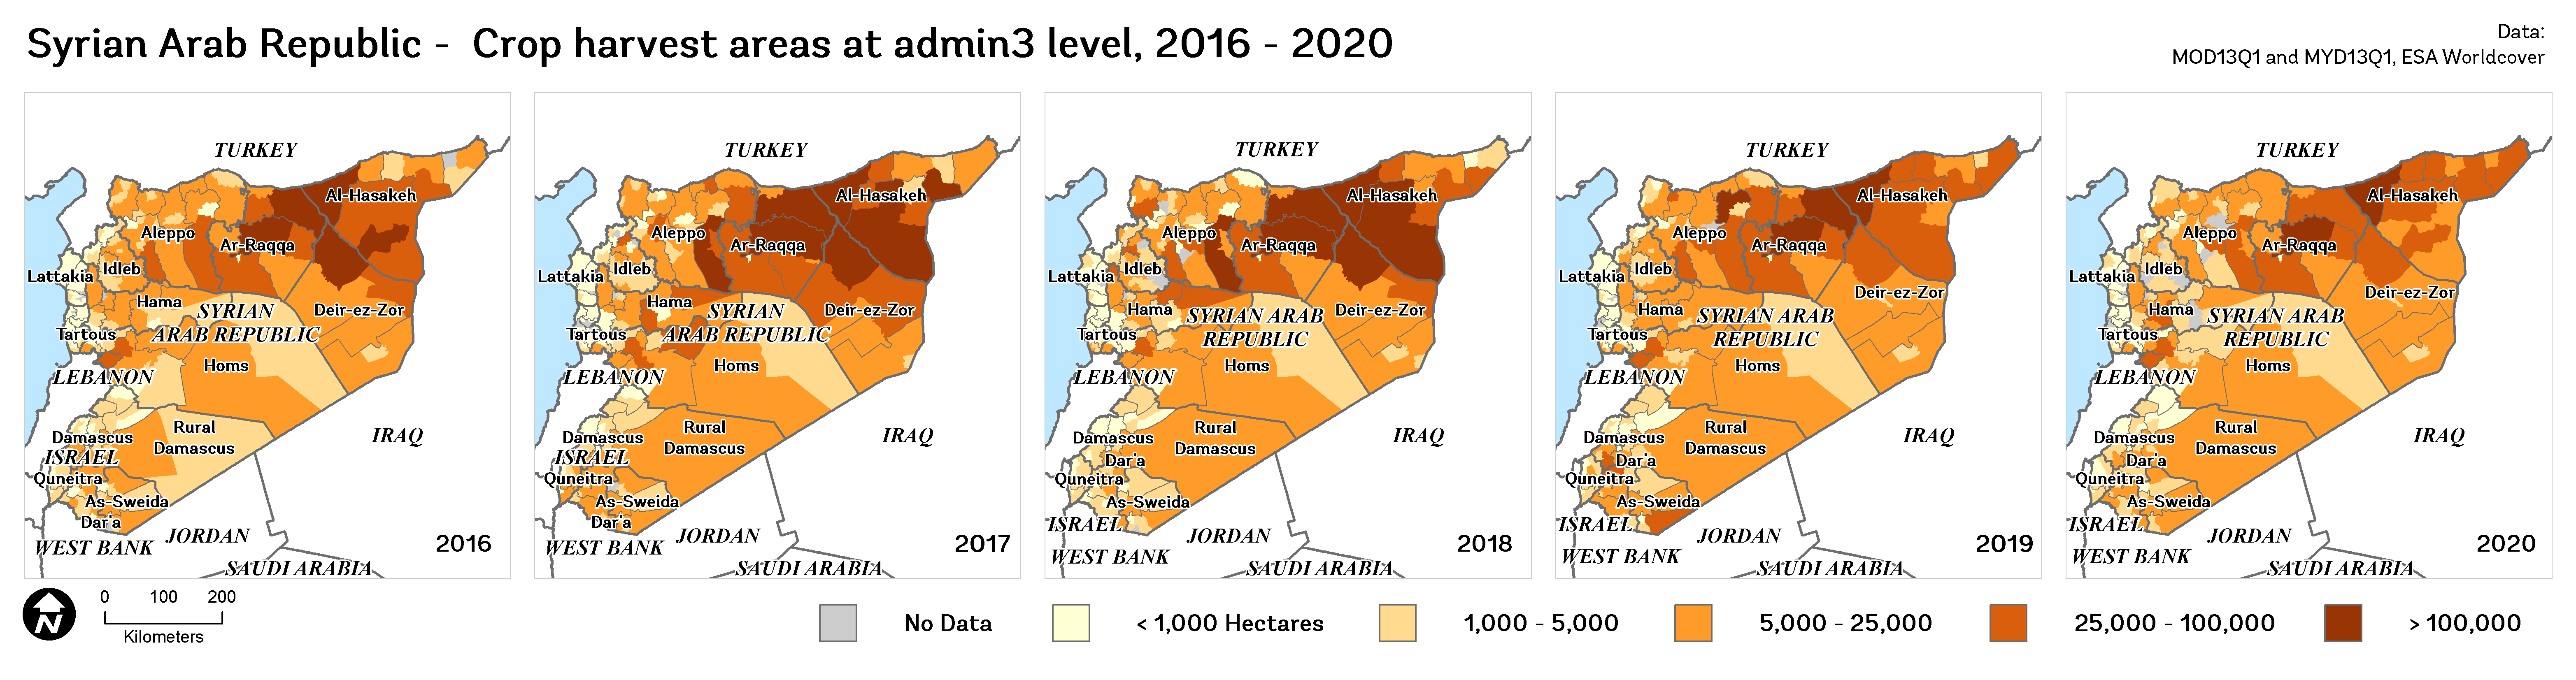 Syrian Arab Republic - Crop harvest areas at admin3 level, 2016 - 2020
Data:
MOD13Q1 and MYD13Q1, ESA Worldcover
TURKEY
Al-Hasakeh
Aleppo
Ar-Raqqa
Lattakia
Idleb
Hama
SYRIAN
ARAB REPUBLIC
Deir-ez-Zor
Tartous
Homs
LEBANON
Rural
Damascus
Damascus
ISRAEL
IRAQ
Quneitra
As-Sweida
Dar'a
JORDAN
WEST BANK
SAUDI ARABIA
2016
TURKEY
Al-Hasakeh
Aleppo
Ar-Raqqa
Lattakia
Idleb
Hama
SYRIAN
ARAB REPUBLIC
Deir-ez-Zor
Tartous
Homs
LEBANON
Rural
Damascus
Damascus
ISRAEL
IRAQ
Quneitra
As-Sweida
Dar'a
JORDAN
WEST BANK
SAUDI ARABIA
2017
TURKEY
Al-Hasakeh
Aleppo
Ar-Raqqa
Lattakia
Idleb
Hama
SYRIAN ARAB
REPUBLIC
Deir-ez-Zor
Tartous
Homs
LEBANON
Rural
Damascus
Damascus
IRAQ
Dar'a
Quneitra
As-Sweida
ISRAEL
JORDAN
WEST BANK
SAUDI ARABIA
2018
TURKEY
Al-Hasakeh
Aleppo
Ar-Raqqa
Lattakia
Idleb
Hama
SYRIAN ARAB
REPUBLIC
Deir-ez-Zor
Tartous
Homs
LEBANON
Rural
Damascus
Damascus
IRAQ
Dar'a
Quneitra
As-Sweida
ISRAEL
JORDAN
WEST BANK
SAUDI ARABIA
2019
TURKEY
Al-Hasakeh
Aleppo
Ar-Raqqa
Lattakia
Idleb
Hama
SYRIAN ARAB
REPUBLIC
Deir-ez-Zor
Tartous
Homs
LEBANON
Rural
Damascus
Damascus
IRAQ
Dar'a
Quneitra
As-Sweida
ISRAEL
JORDAN
WEST BANK
SAUDI ARABIA
2020
N
0 100 200
Kilometers
No Data
< 1,000 Hectares
1,000 - 5,000
5,000 - 25,000
25,000 - 100,000
> 100,000